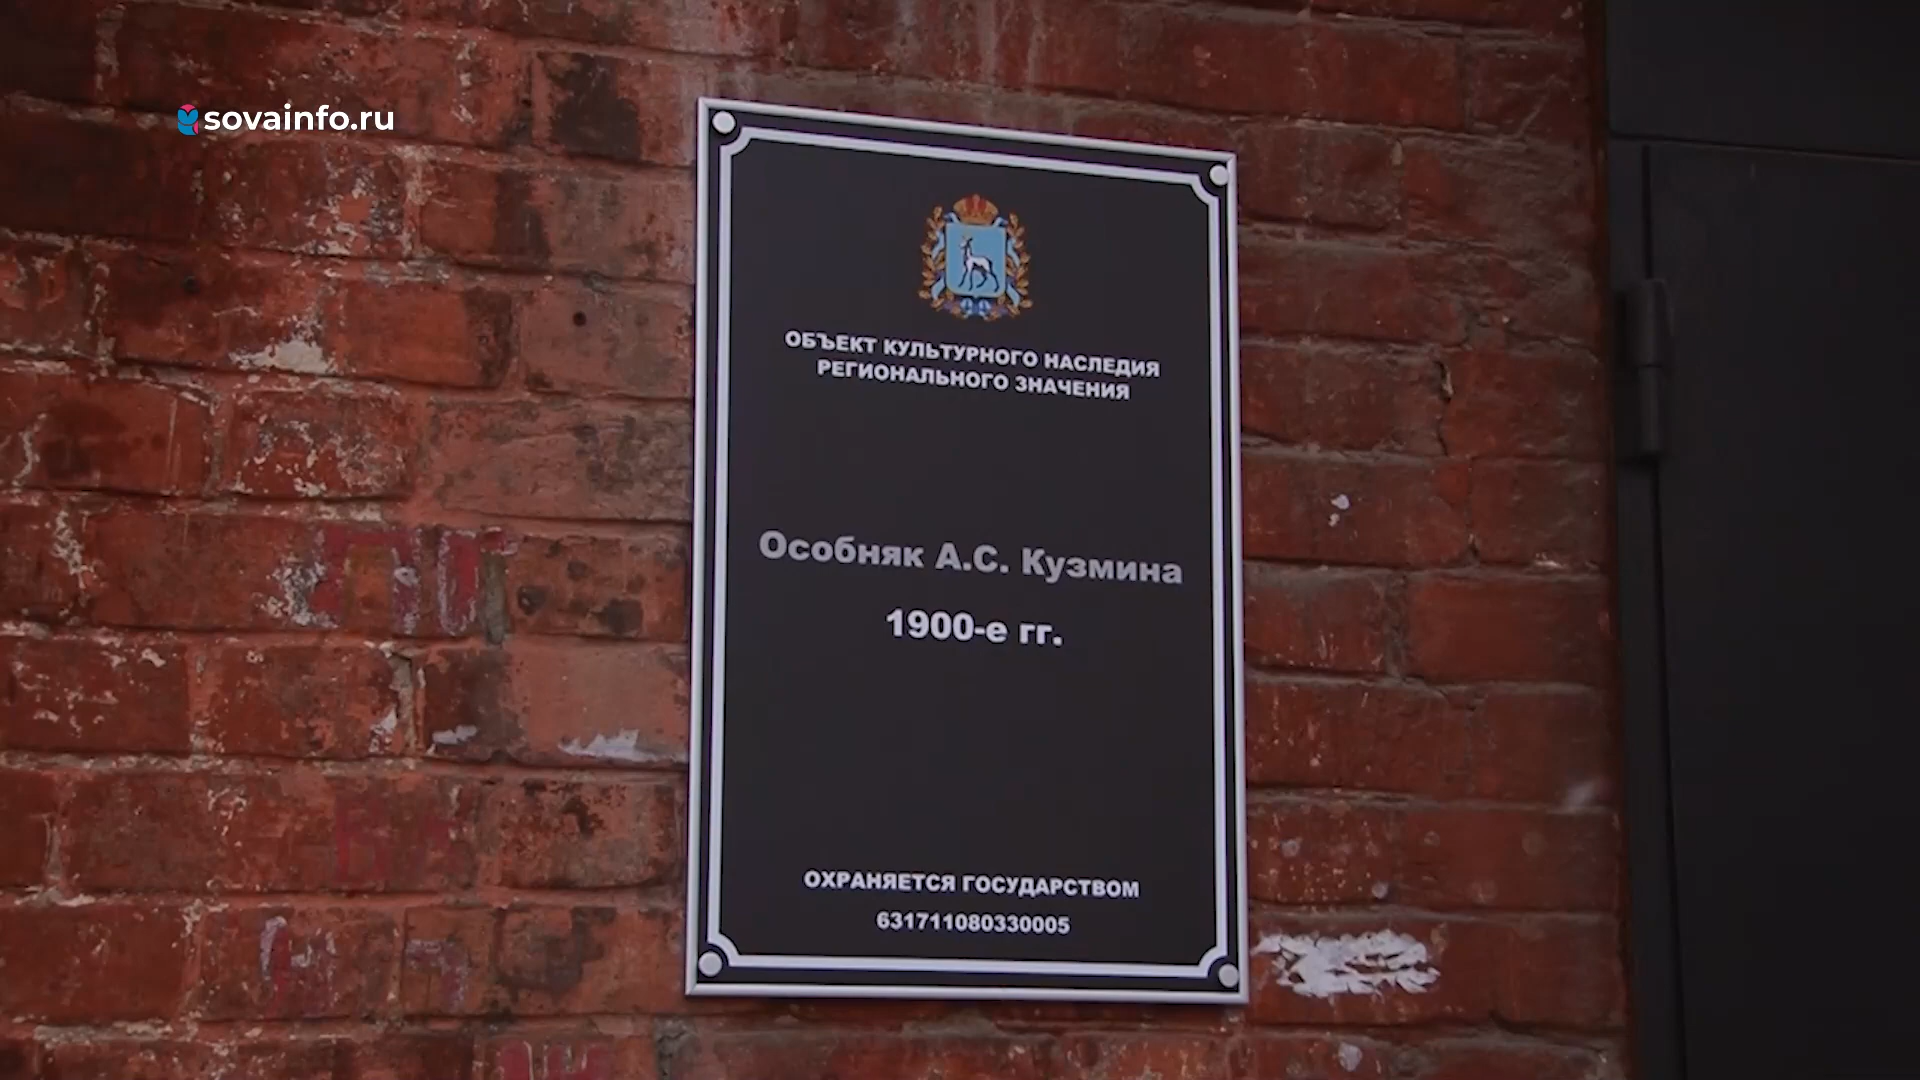 sovainfo.ru
ОБЪЕКТ КУЛЬТУРНОГО НАСЛЕДИЯ
РЕГИОНАЛЬНОГО ЗНАЧЕНИЯ
Особняк А.С. Кузмина
1900-е гг.
ОХРАНЯЕТСЯ ГОСУДАРСТВОМ
631711080330005